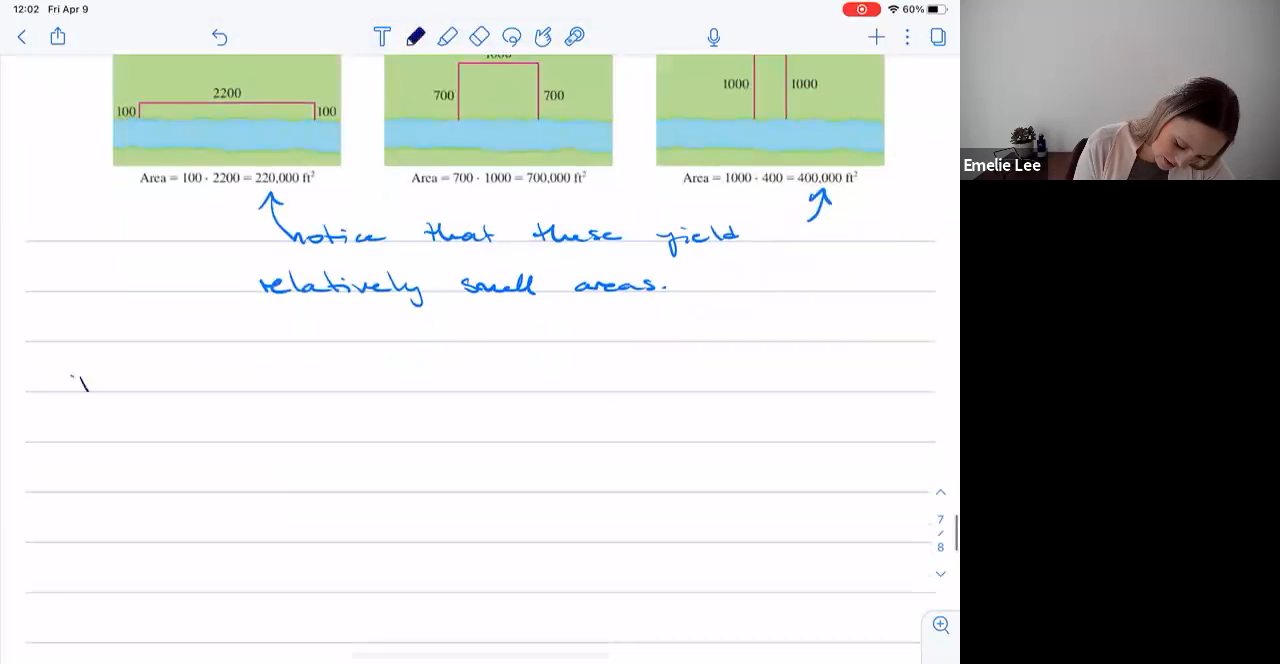 12:02 Fri Apr 9
60%
2200
100
100
Area = 100 · 2200 = 220,000 ft²
1000
700
700
Area = 700 · 1000 = 700,000 ft²
1000
1000
Area = 1000 · 400 = 400,000 ft²
notice that these yield
relatively small areas.
7
/
8
Emelie Lee